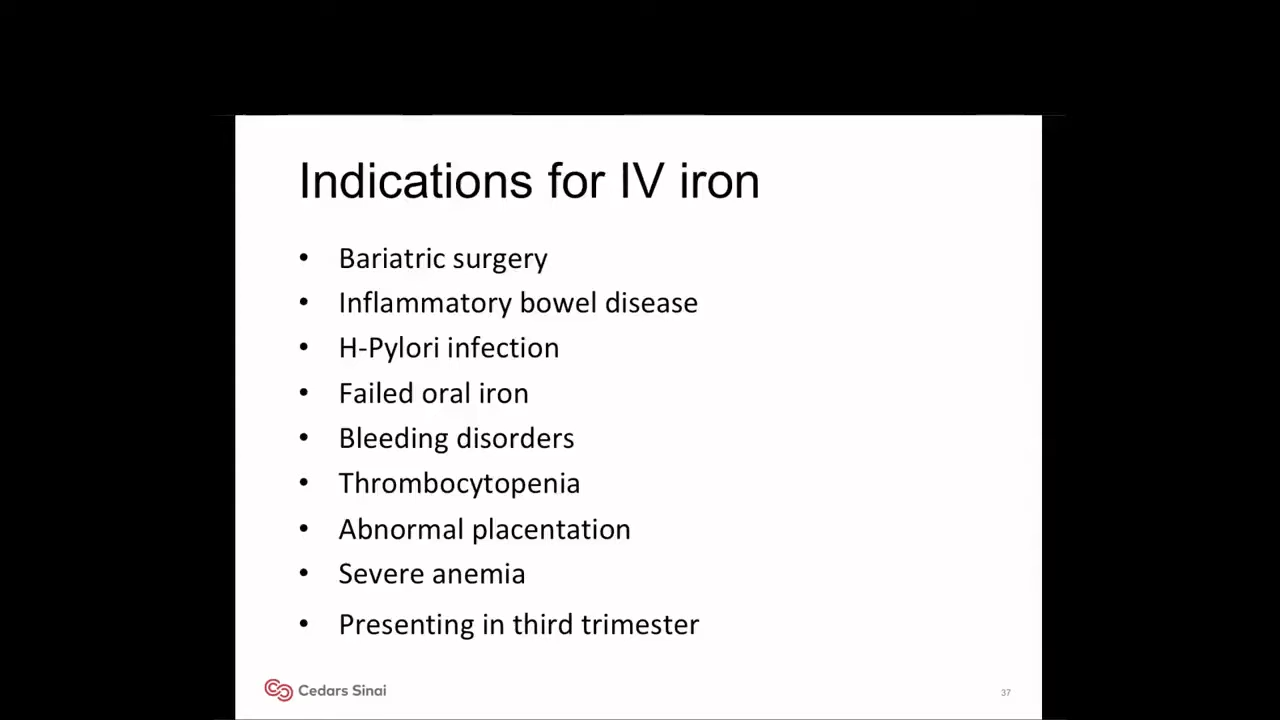 Indications for IV iron
• Bariatric surgery
• Inflammatory bowel disease
• H-Pylori infection
• Failed oral iron
• Bleeding disorders
• Thrombocytopenia
• Abnormal placentation
• Severe anemia
• Presenting in third trimester
Cedars Sinai
37